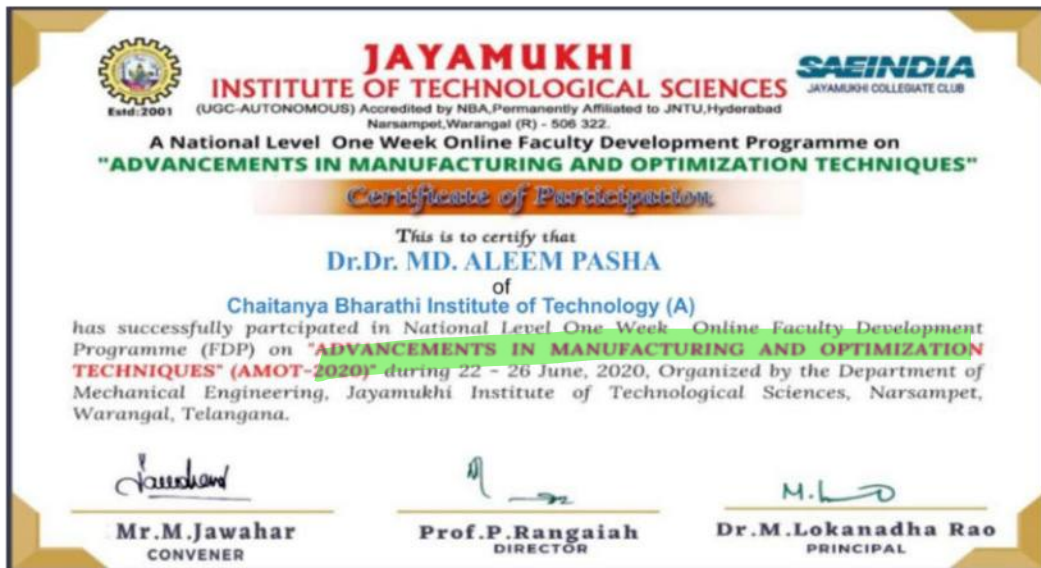 JAYAMUKHI
INSTITUTE OF TECHNOLOGICAL SCIENCES
Estd:2001
SAEINDIA
JAYAMUKHI COLLEGIATE CLUB
(UGC-AUTONOMOUS) Accredited by NBA,Permanently Affiliated to JNTU,Hyderabad
Narsampet,Warangal (R) - 506 322.
A National Level One Week Online Faculty Development Programme on
"ADVANCEMENTS IN MANUFACTURING AND OPTIMIZATION TECHNIQUES"
Certificate of Participation
This is to certify that
Dr.Dr. MD. ALEEM PASHA
of
Chaitanya Bharathi Institute of Technology (A)
has successfully partcipated in National Level One Week Online Faculty Development
Programme (FDP) on "ADVANCEMENTS IN MANUFACTURING AND OPTIMIZATION
TECHNIQUES" (AMOT-2020)" during 22 - 26 June, 2020, Organized by the Department of
Mechanical Engineering, Jayamukhi Institute of Technological Sciences, Narsampet,
Warangal, Telangana.
Mr.M.Jawahar
CONVENER
Prof.P.Rangaiah
DIRECTOR
Dr.M.Lokanadha Rao
PRINCIPAL